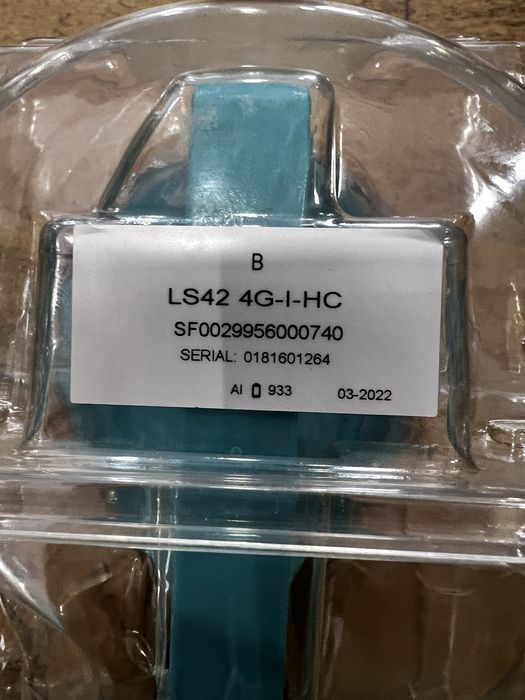 B
LS42 4G-I-HC
SF0029956000740
SERIAL: 0181601264
AI 933 03-2022